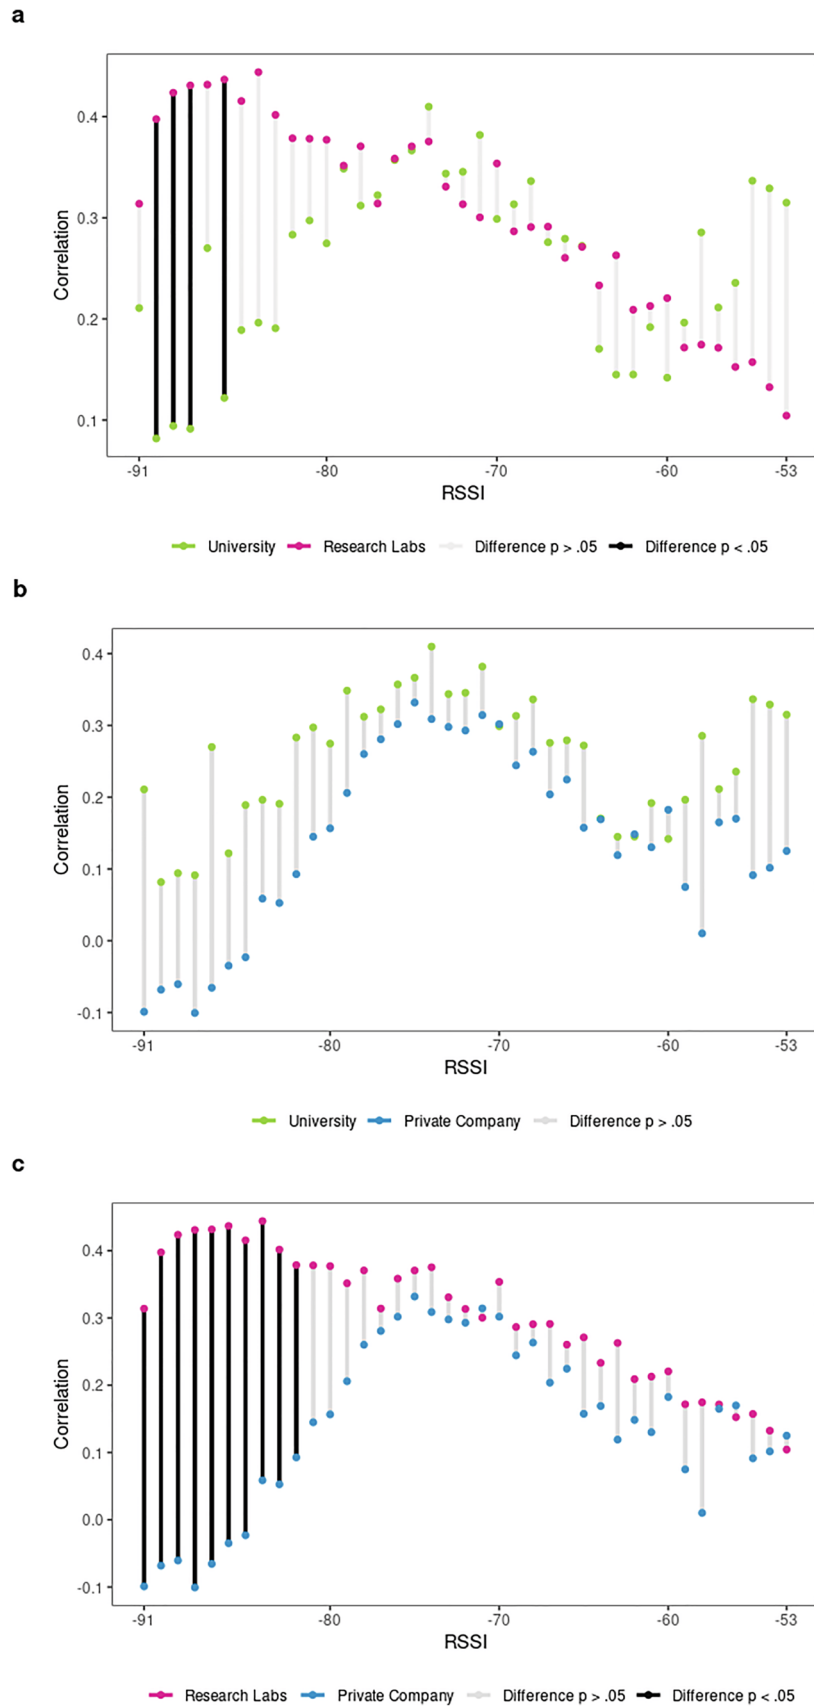 a
0.4
0.3
0.2
0.1
Correlation
-91 -80 -70 -60 -53
RSSI
University Research Labs Difference p > .05 Difference p < .05
b
0.4
0.3
0.2
0.1
0.0
-0.1
Correlation
-91 -80 -70 -60 -53
RSSI
University Private Company Difference p > .05
c
0.4
0.3
0.2
0.1
0.0
-0.1
Correlation
-91 -80 -70 -60 -53
RSSI
Research Labs Private Company Difference p > .05 Difference p < .05